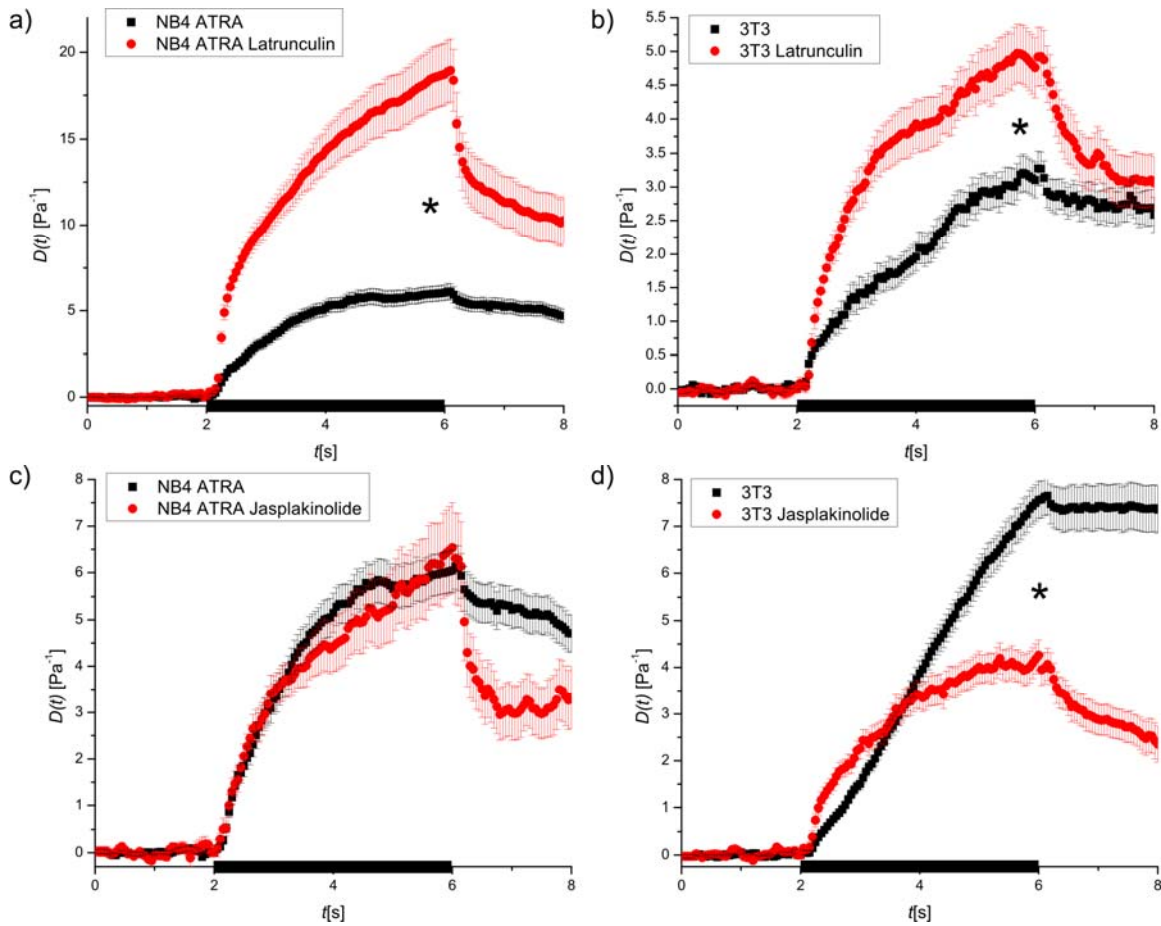 a)
NB4 ATRA
NB4 ATRA Latrunculin
20
15
10
5
0
D(t) [Pa⁻¹]
*
0 2 4 6 8
t[s]
b)
3T3
3T3 Latrunculin
5.5
5.0
4.5
4.0
3.5
3.0
2.5
2.0
1.5
1.0
0.5
0.0
D(t) [Pa⁻¹]
*
0 2 4 6 8
t[s]
c)
NB4 ATRA
NB4 ATRA Jasplakinolide
8
7
6
5
4
3
2
1
0
D(t) [Pa⁻¹]
0 2 4 6 8
t[s]
d)
3T3
3T3 Jasplakinolide
8
7
6
5
4
3
2
1
0
D(t) [Pa⁻¹]
*
0 2 4 6 8
t[s]